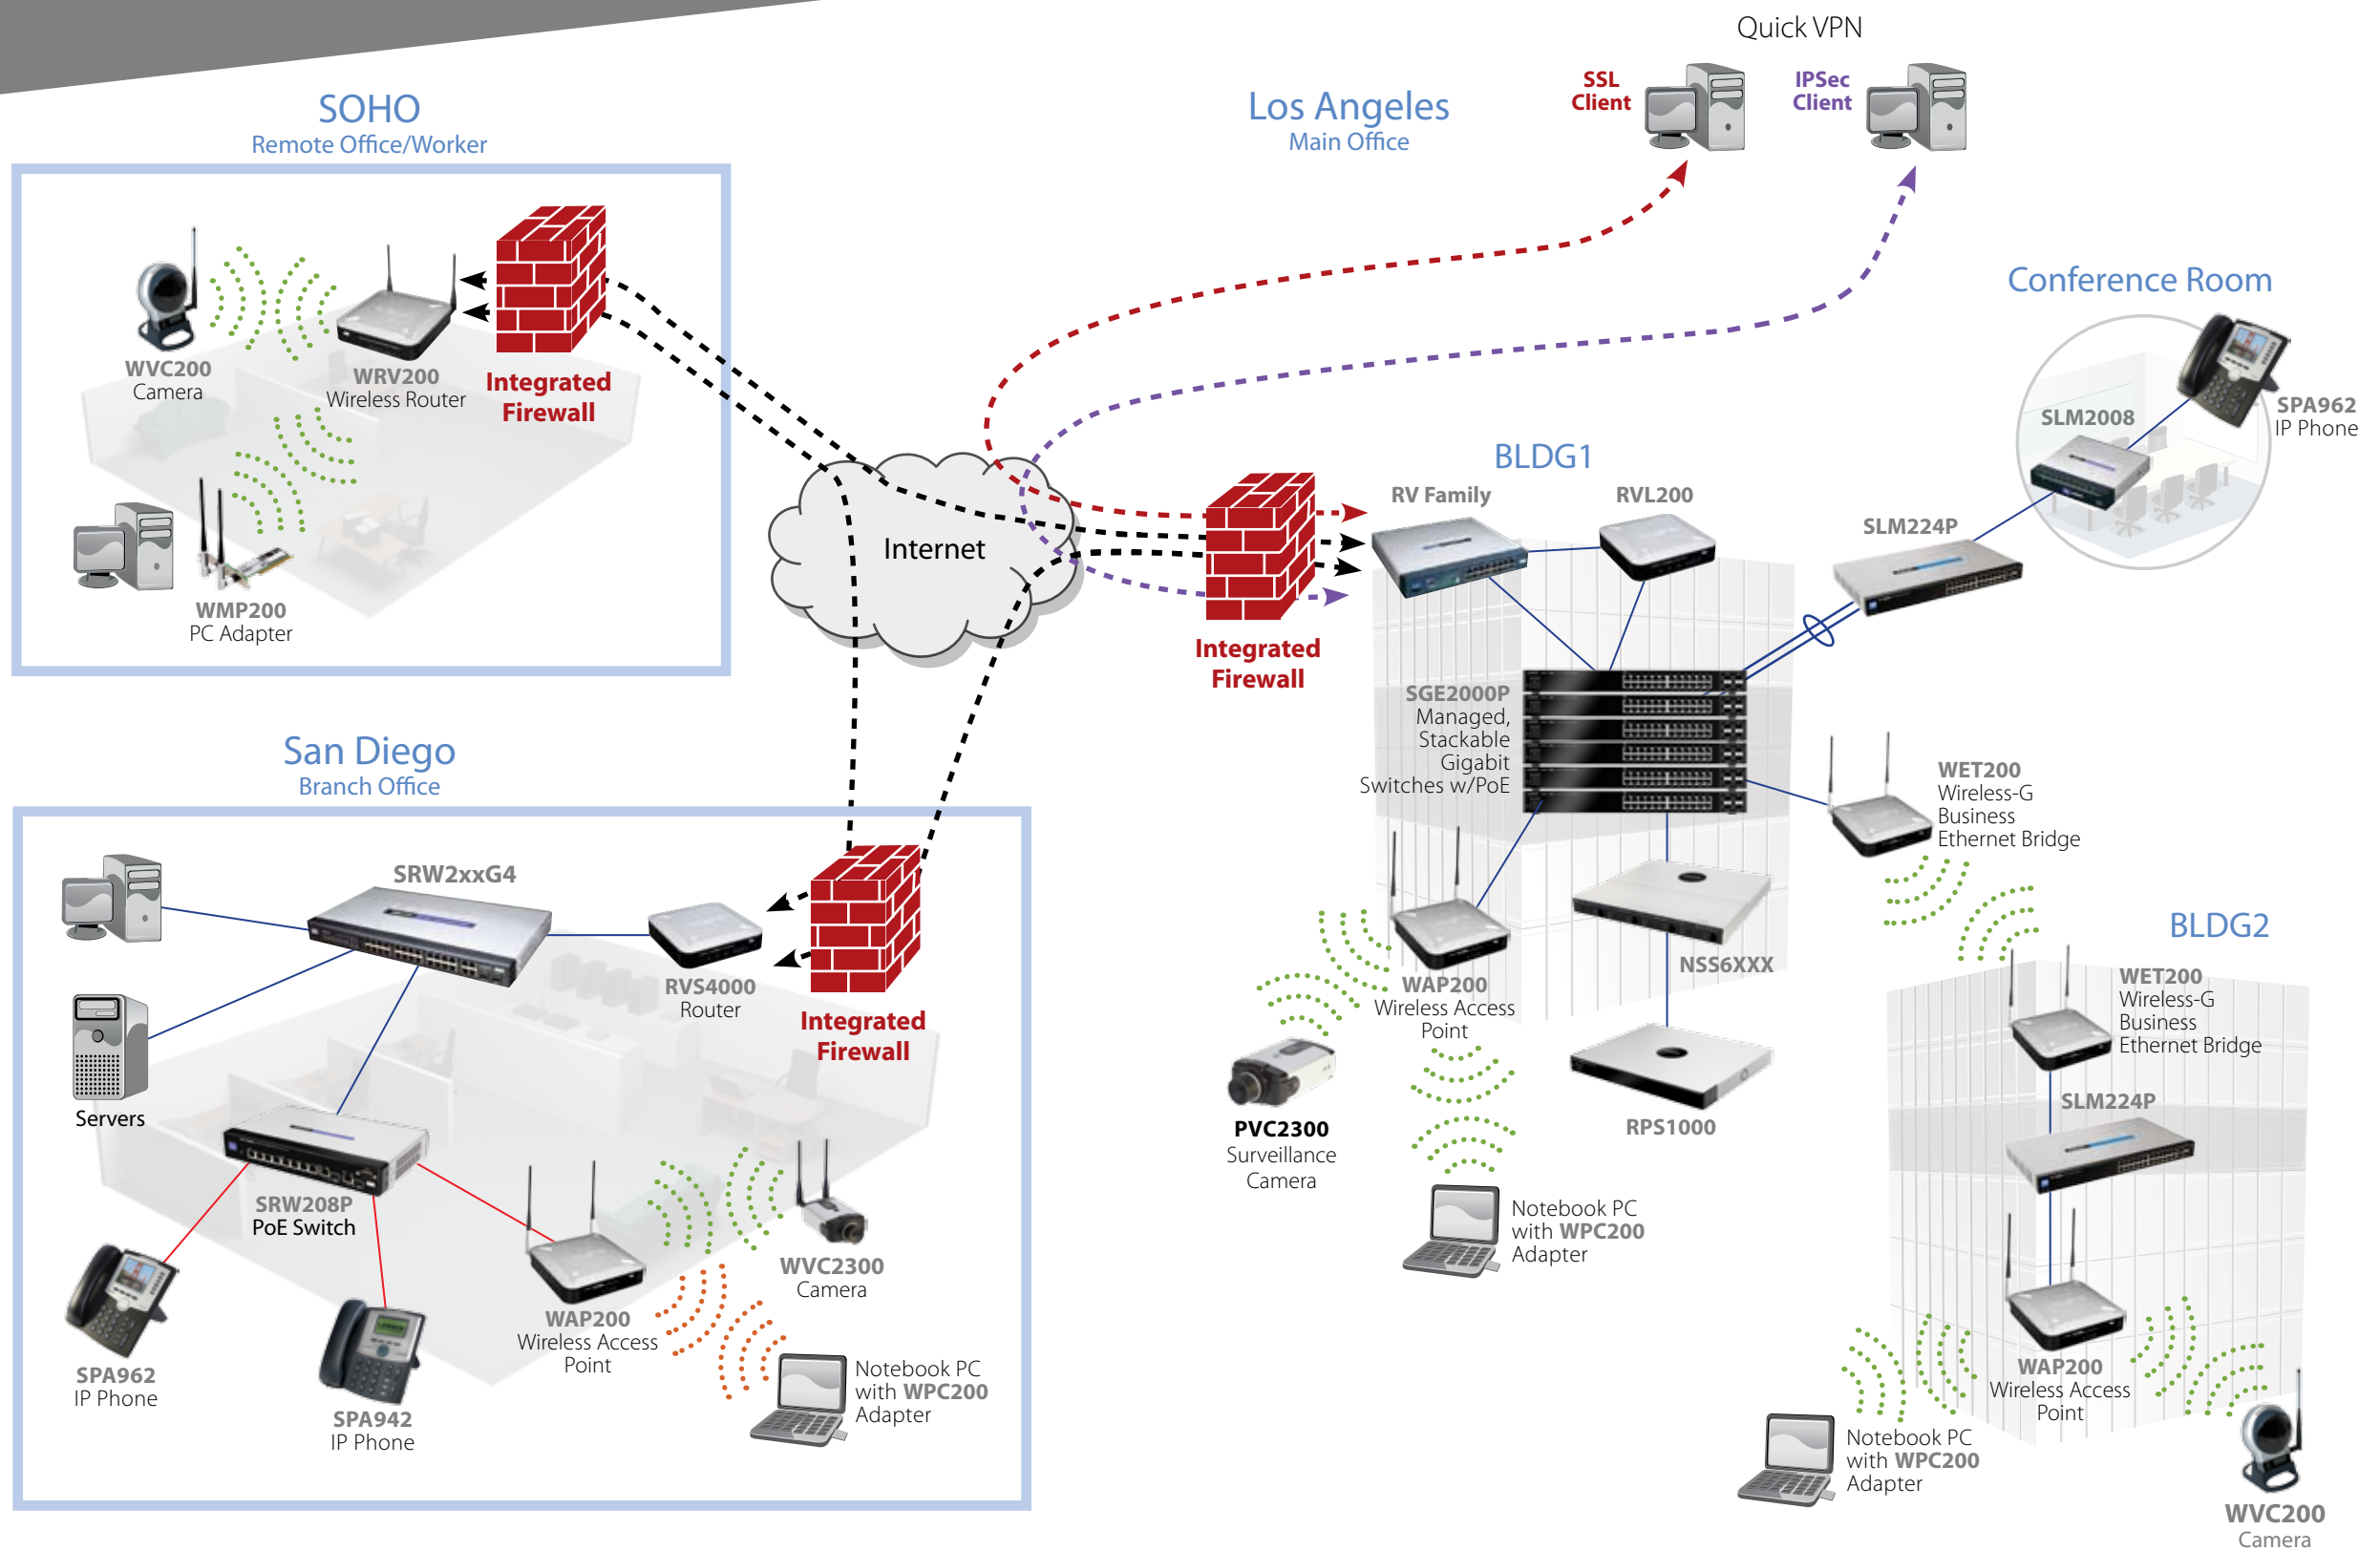 Quick VPN
SSL
Client
IPSec
Client
SOHO
Remote Office/Worker
Los Angeles
Main Office
WVC200
Camera
WRV200
Wireless Router
Integrated
Firewall
WMP200
PC Adapter
Internet
Conference Room
SLM2008
SPA962
IP Phone
BLDG1
RV Family
RVL200
SLM224P
Integrated
Firewall
SGE2000P
Managed,
Stackable
Gigabit
Switches w/PoE
WET200
Wireless-G
Business
Ethernet Bridge
NSS6XXX
WAP200
Wireless Access
Point
PVC2300
Surveillance
Camera
RPS1000
Notebook PC
with WPC200
Adapter
BLDG2
WET200
Wireless-G
Business
Ethernet Bridge
SLM224P
WAP200
Wireless Access
Point
Notebook PC
with WPC200
Adapter
WVC200
Camera
San Diego
Branch Office
SRW2xxG4
RVS4000
Router
Integrated
Firewall
Servers
SRW208P
PoE Switch
WVC2300
Camera
WAP200
Wireless Access
Point
SPA962
IP Phone
SPA942
IP Phone
Notebook PC
with WPC200
Adapter